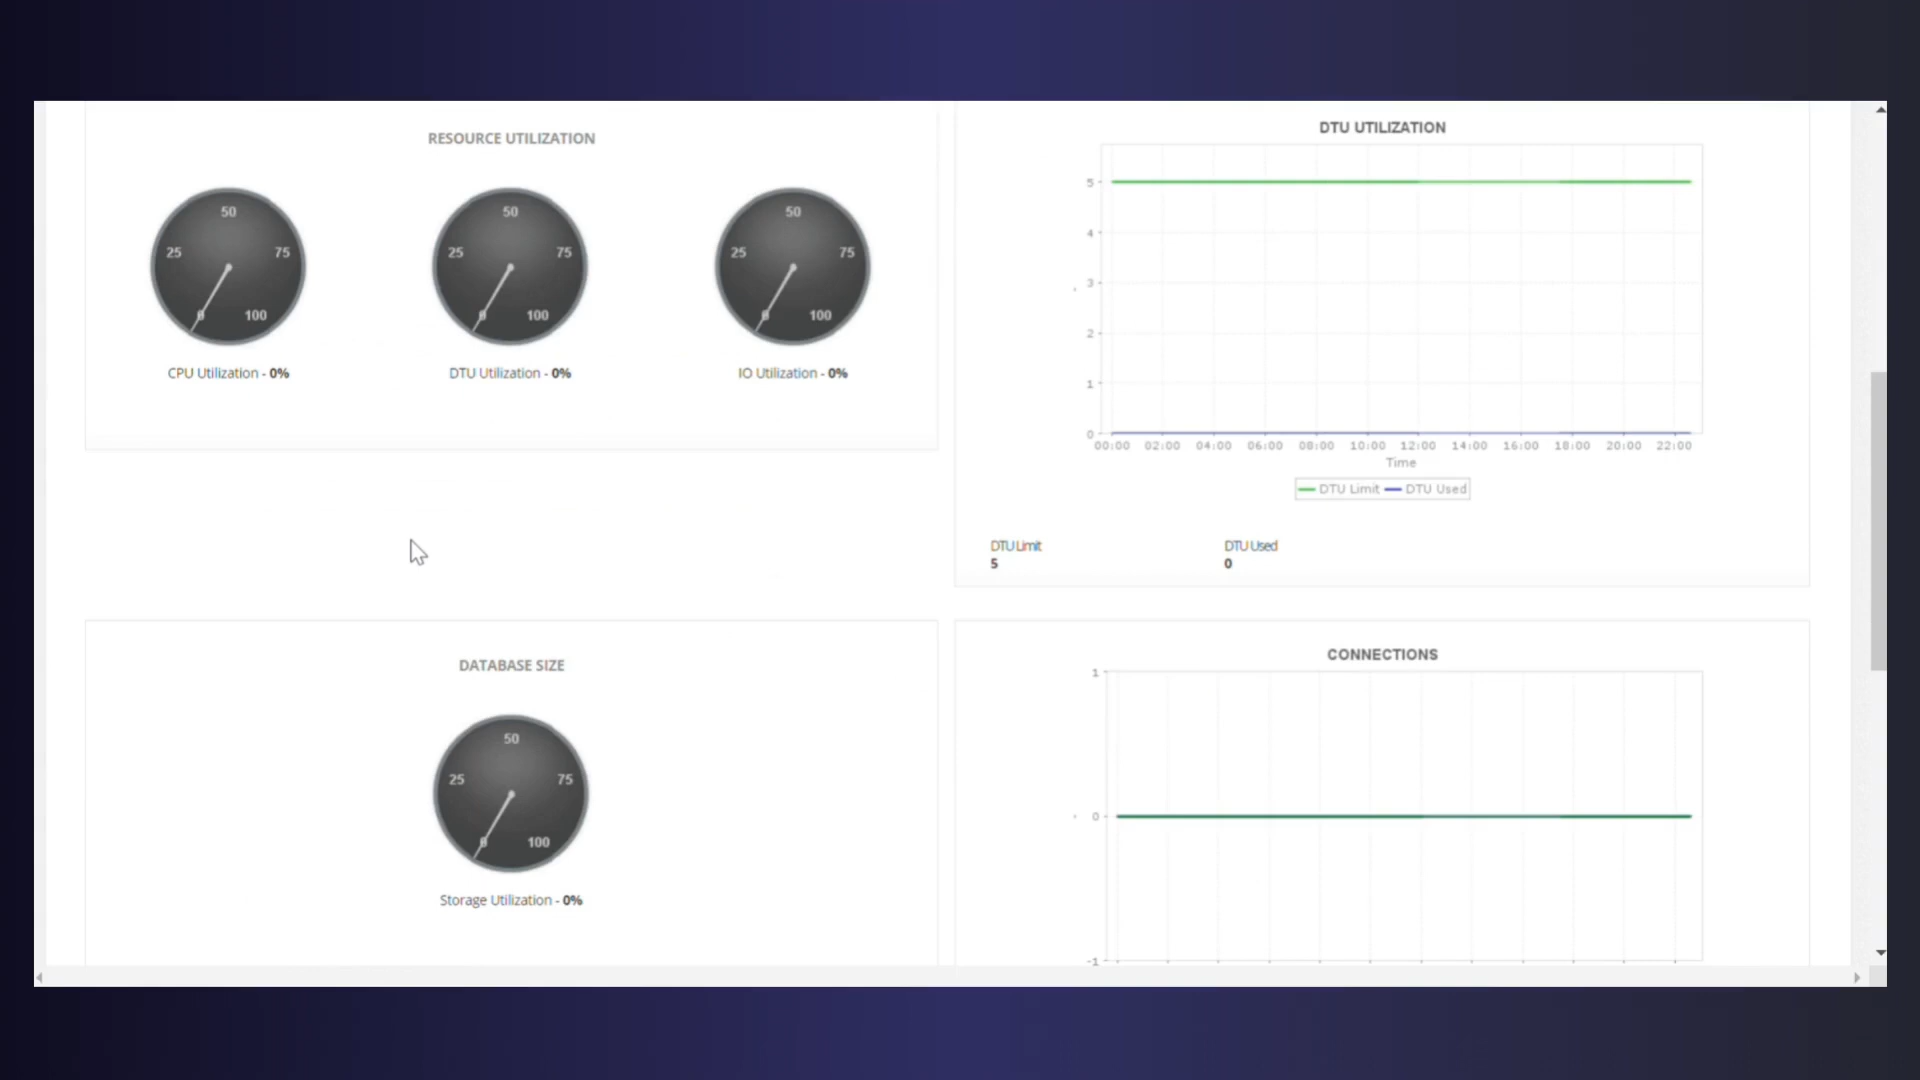 RESOURCE UTILIZATION
50
25
75
0
100
CPU Utilization - 0%
50
25
75
0
100
DTU Utilization - 0%
50
25
75
0
100
IO Utilization - 0%
DTU UTILIZATION
5
4
3
2
1
0
00:00 02:00 04:00 06:00 08:00 10:00 12:00 14:00 16:00 18:00 20:00 22:00
Time
DTU Limit DTU Used
DTU Limit
5
DTU Used
0
DATABASE SIZE
50
25
75
0
100
Storage Utilization - 0%
CONNECTIONS
1
0
-1